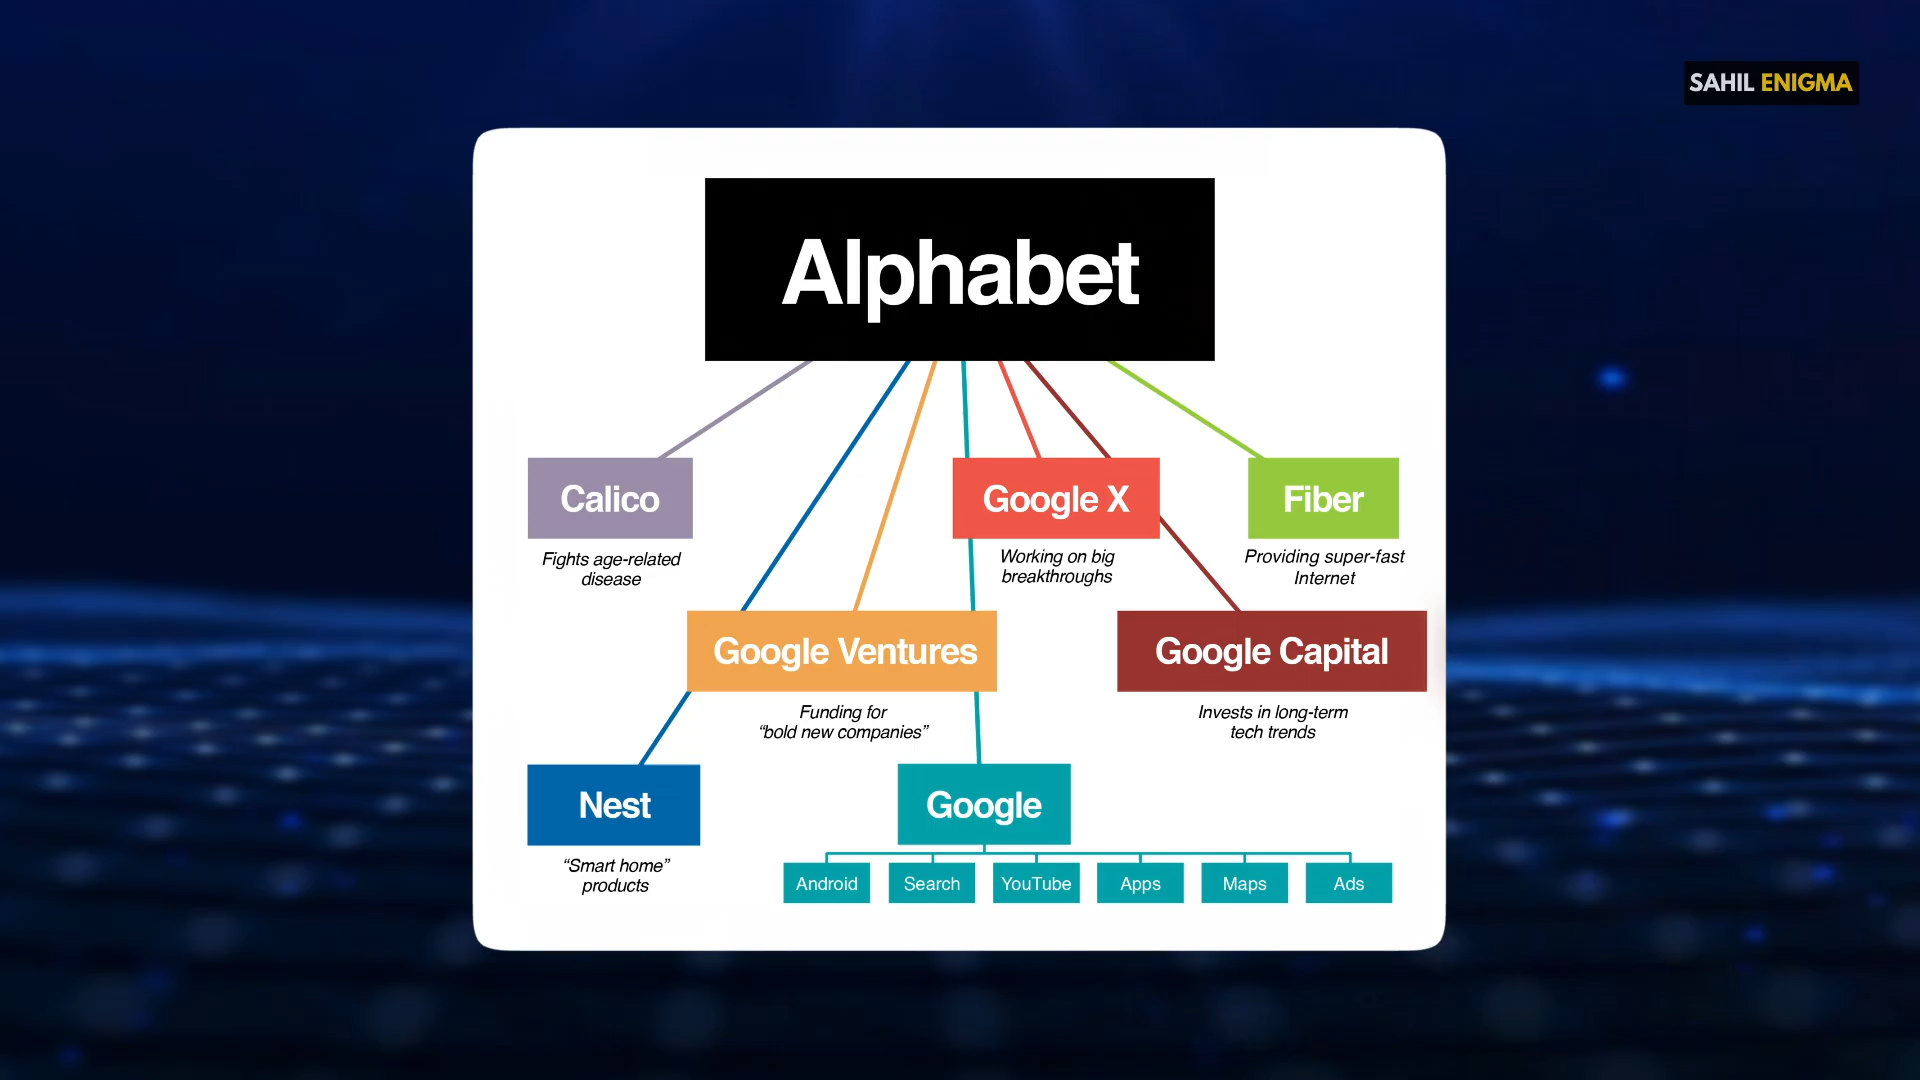 SAHIL ENIGMA
Alphabet
Calico
Fights age-related
disease
Google X
Working on big
breakthroughs
Fiber
Providing super-fast
Internet
Google Ventures
Funding for
“bold new companies”
Google Capital
Invests in long-term
tech trends
Nest
“Smart home”
products
Google
Android
Search
YouTube
Apps
Maps
Ads